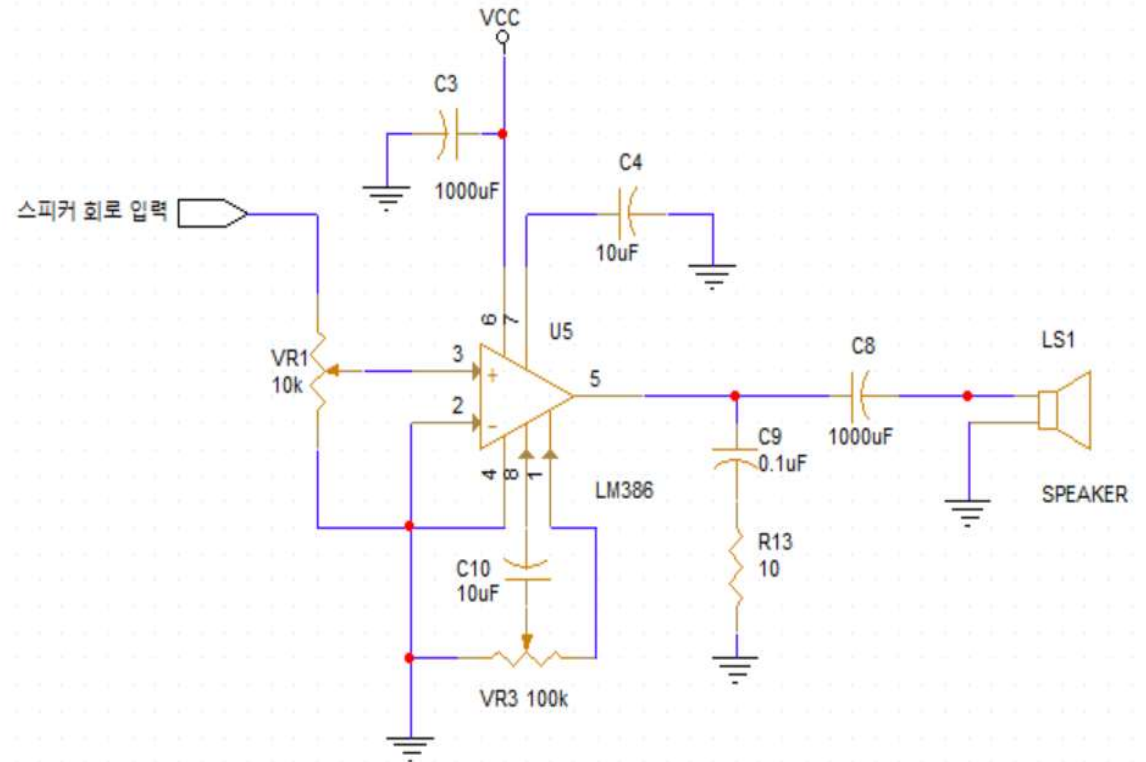 VCC
C3
1000uF
C4
10uF
스피커 회로 입력
6
7
U5
VR1
10k
3
+
2
-
5
4
8
1
LM386
C8
1000uF
LS1
SPEAKER
C9
0.1uF
R13
10
C10
10uF
VR3 100k